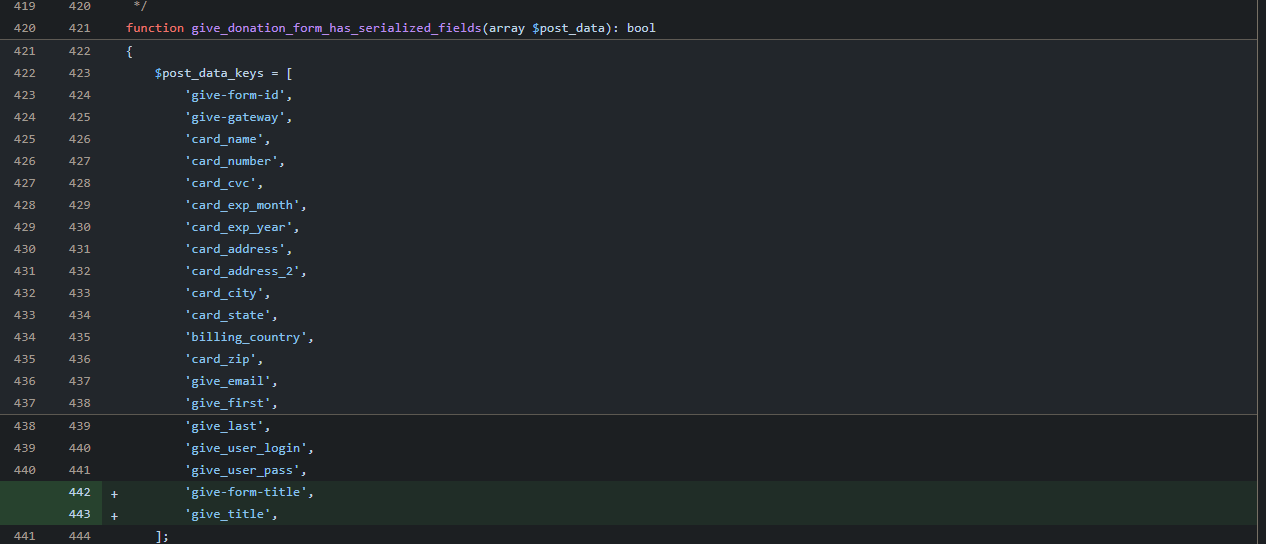 419 420 */
420 421 function give_donation_form_has_serialized_fields(array $post_data): bool
421 422 {
422 423 $post_data_keys = [
423 424 'give-form-id',
424 425 'give-gateway',
425 426 'card_name',
426 427 'card_number',
427 428 'card_cvc',
428 429 'card_exp_month',
429 430 'card_exp_year',
430 431 'card_address',
431 432 'card_address_2',
432 433 'card_city',
433 434 'card_state',
434 435 'billing_country',
435 436 'card_zip',
436 437 'give_email',
437 438 'give_first',
438 439 'give_last',
439 440 'give_user_login',
440 441 'give_user_pass',
442 + 'give-form-title',
443 + 'give_title',
441 444 ];